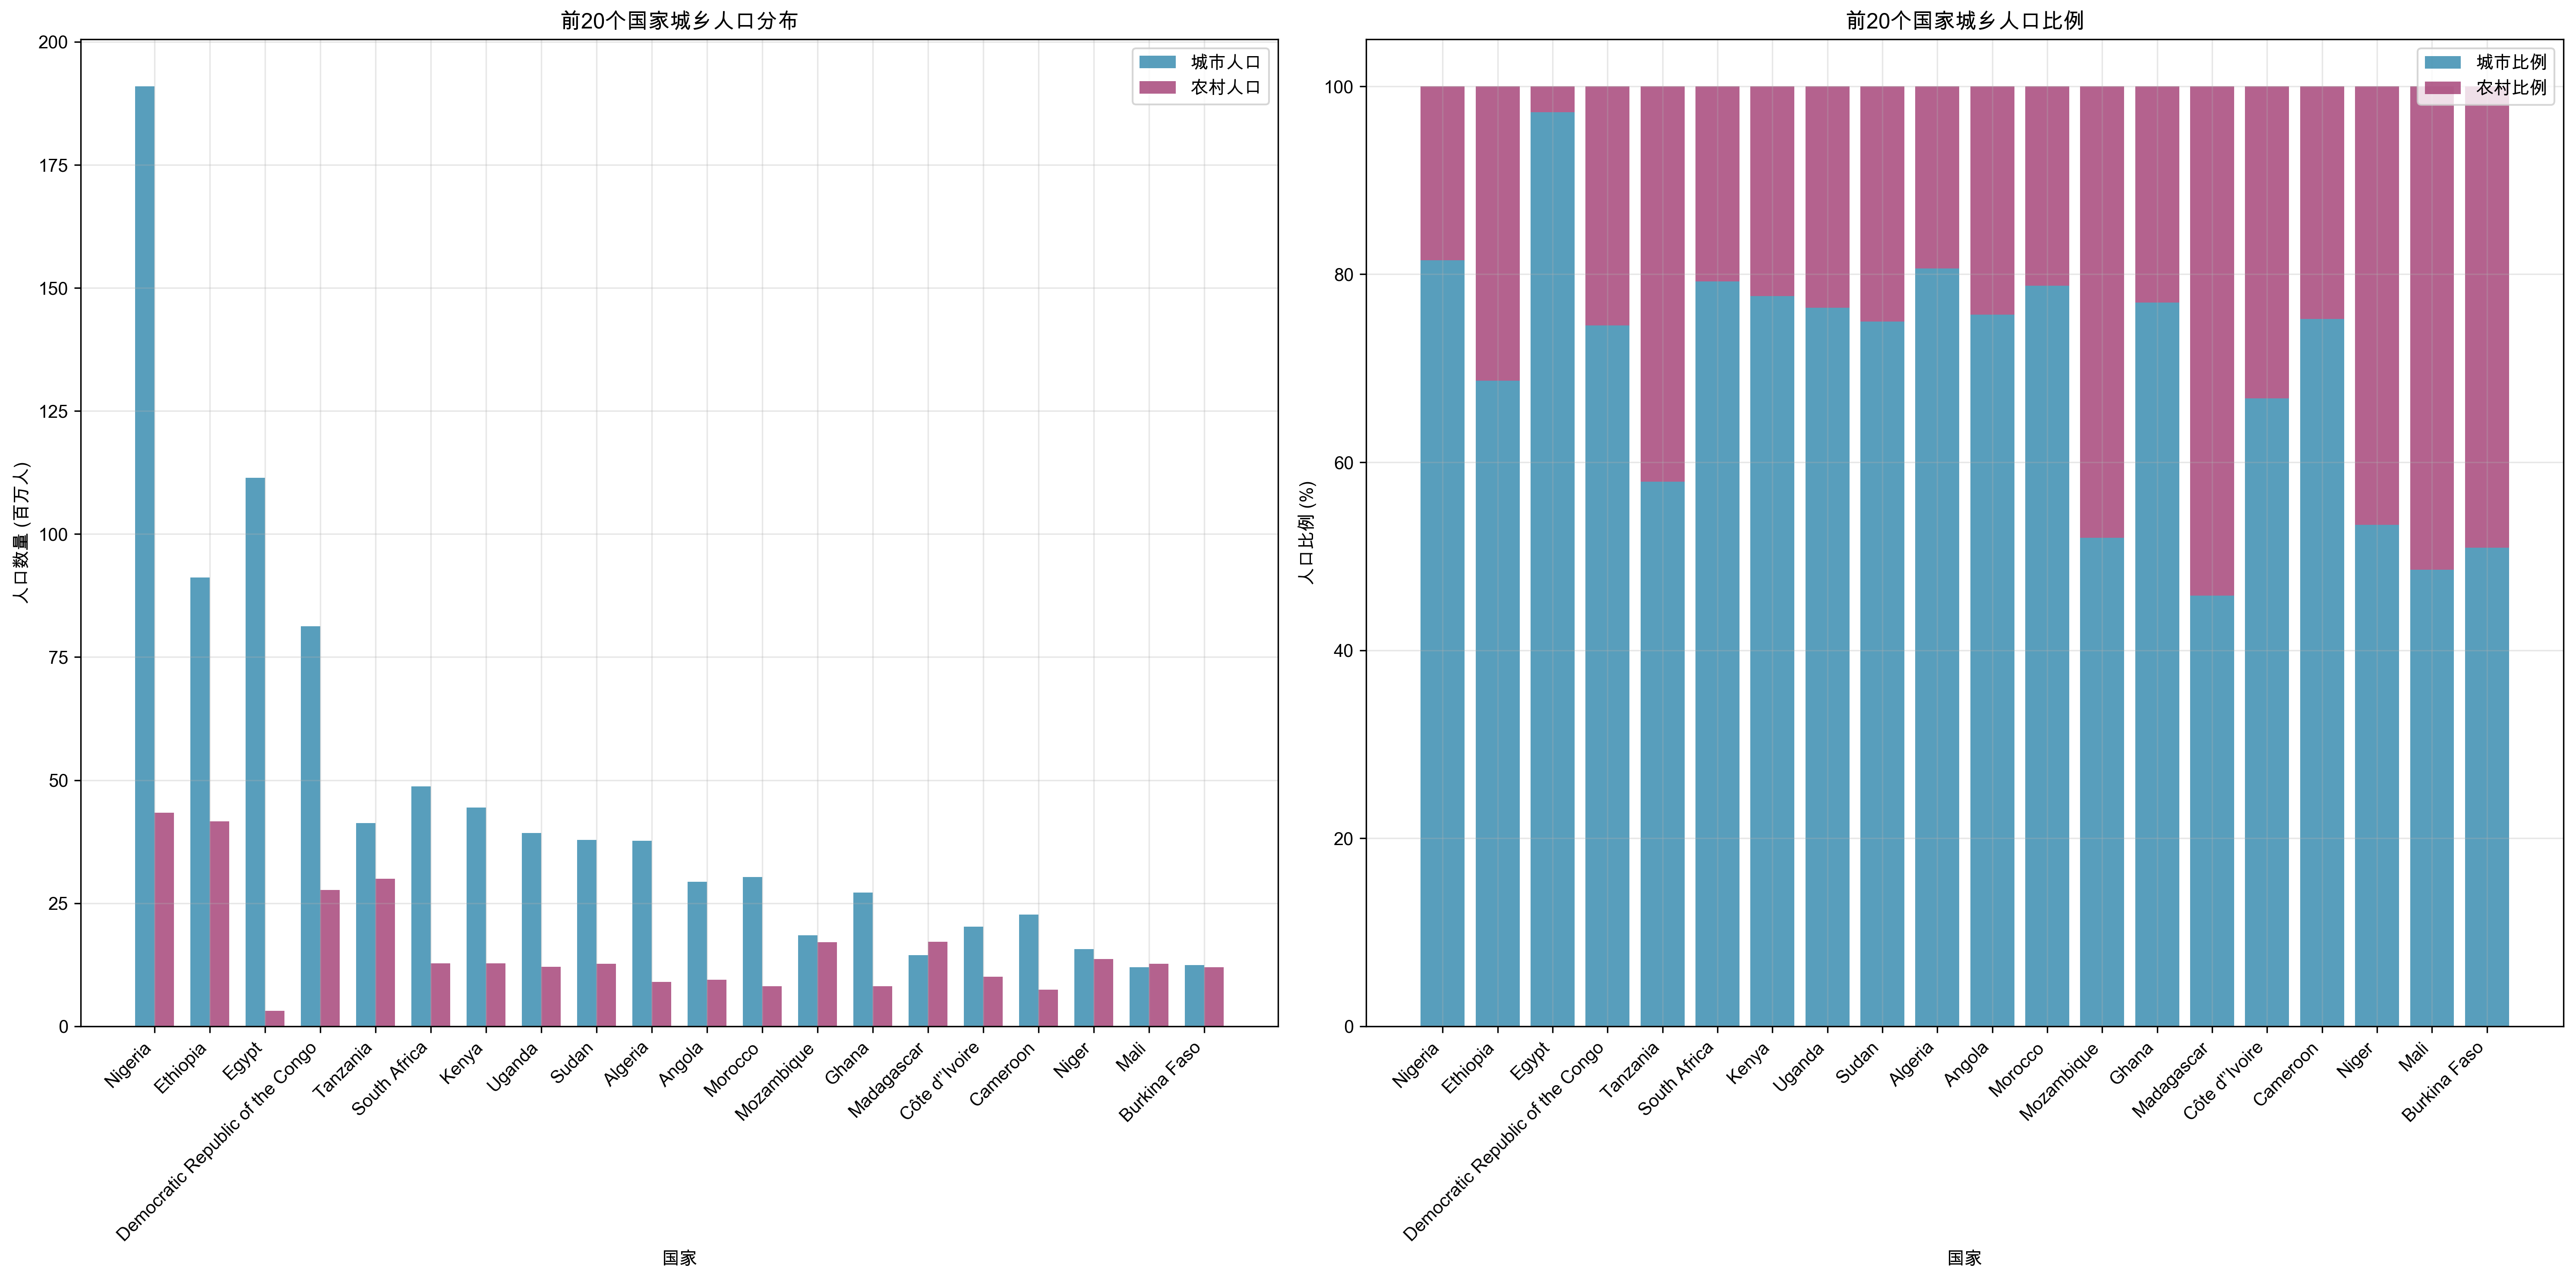 前20个国家城乡人口分布
城市人口
农村人口
200
175
150
125
100
75
50
25
0
人口数量 (百万人)
Nigeria
Ethiopia
Egypt
Democratic Republic of the Congo
Tanzania
South Africa
Kenya
Uganda
Sudan
Algeria
Angola
Morocco
Mozambique
Ghana
Madagascar
Côte d''Ivoire
Cameroon
Niger
Mali
Burkina Faso
国家
前20个国家城乡人口比例
城市比例
农村比例
100
80
60
40
20
0
人口比例 (%)
Nigeria
Ethiopia
Egypt
Democratic Republic of the Congo
Tanzania
South Africa
Kenya
Uganda
Sudan
Algeria
Angola
Morocco
Mozambique
Ghana
Madagascar
Côte d''Ivoire
Cameroon
Niger
Mali
Burkina Faso
国家